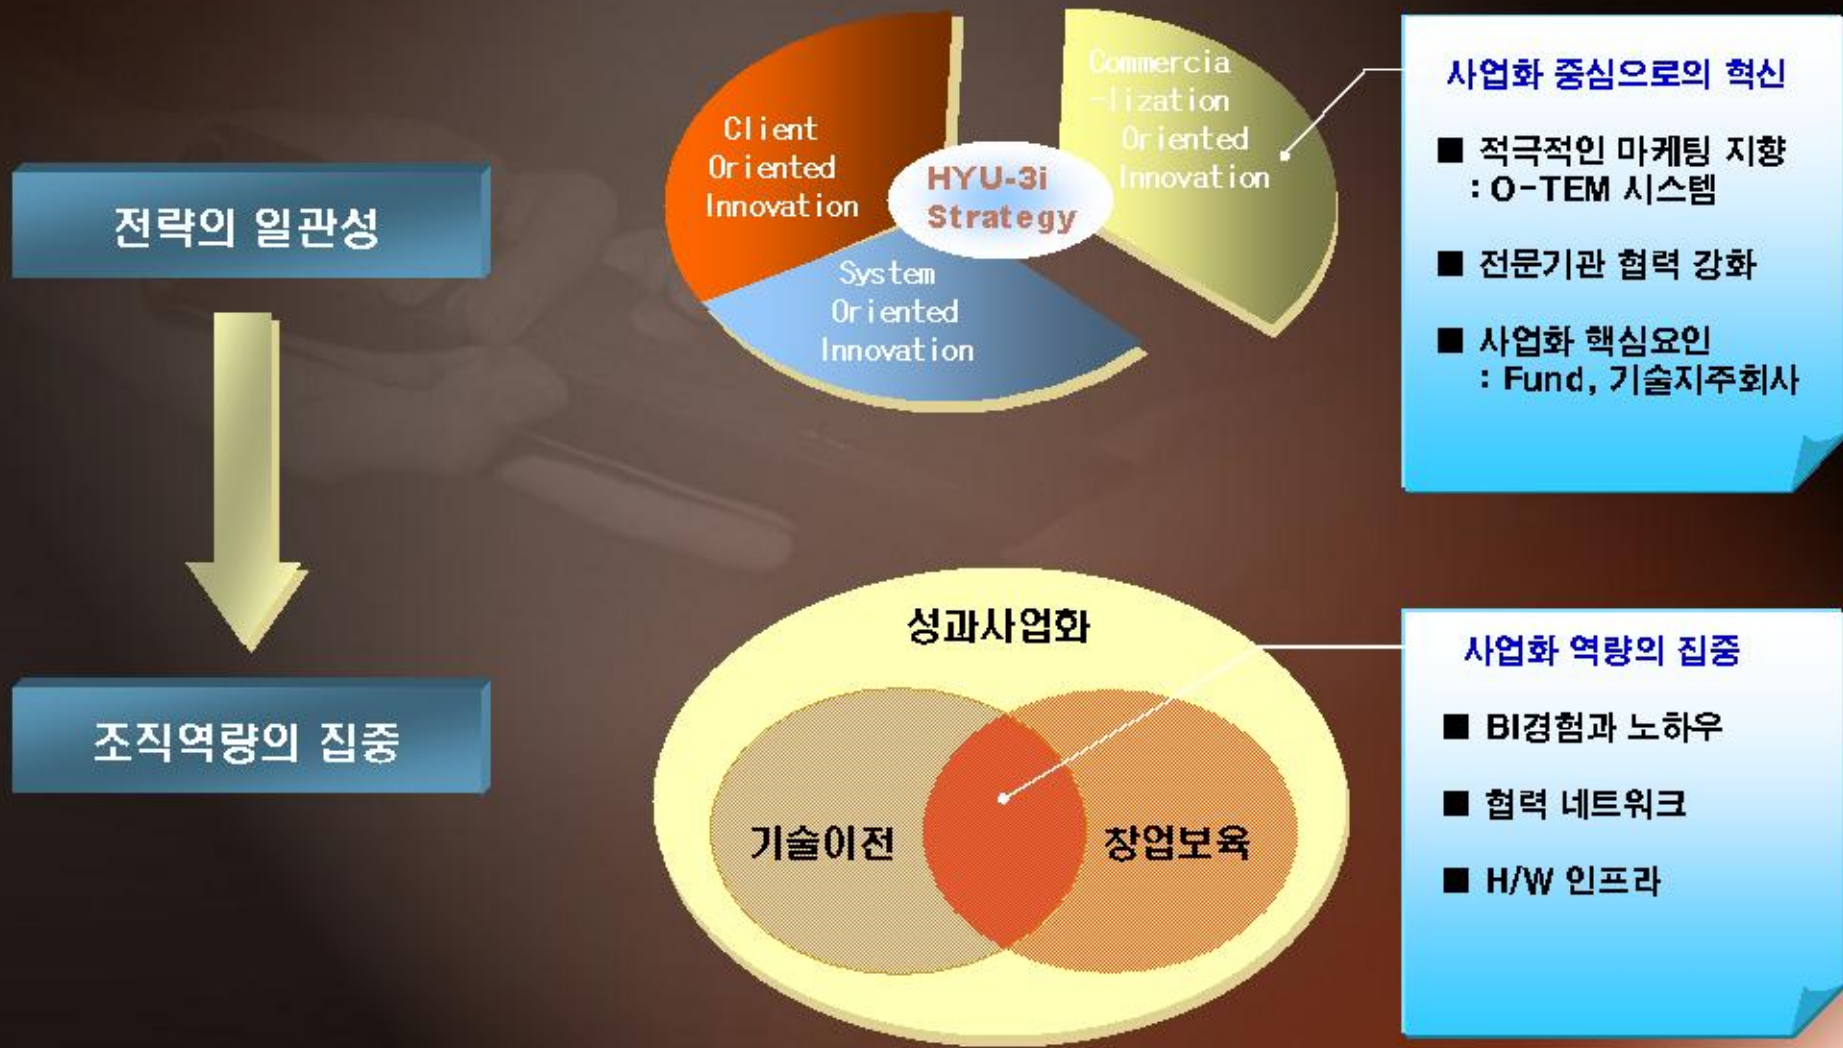 전략의 일관성
Client
Oriented
Innovation
Commercia
-lization
Oriented
Innovation
HYU-3i
Strategy
System
Oriented
Innovation
사업화 중심으로의 혁신
■ 적극적인 마케팅 지향
: O-TEM 시스템
■ 전문기관 협력 강화
■ 사업화 핵심요인
: Fund, 기술지주회사
조직역량의 집중
성과사업화
기술이전
창업보육
사업화 역량의 집중
■ BI경험과 노하우
■ 협력 네트워크
■ H/W 인프라